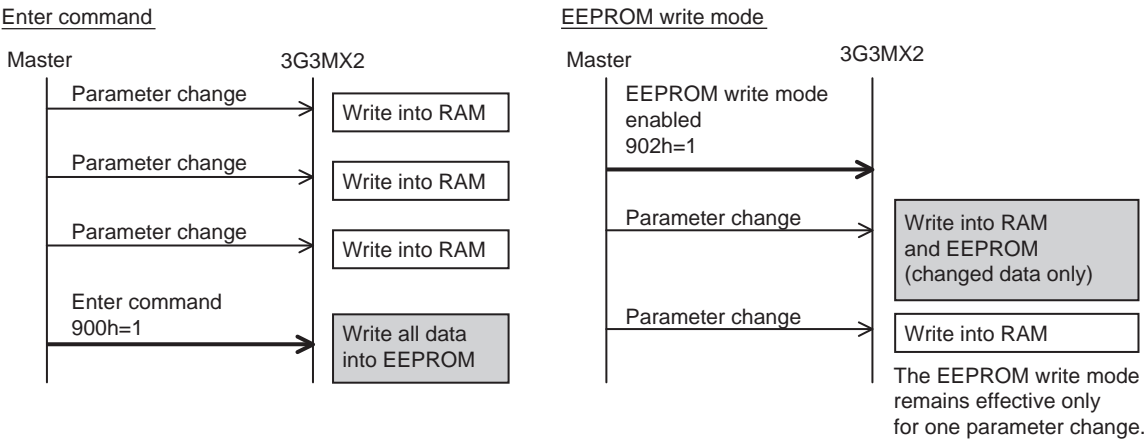 Enter command
Master
3G3MX2
Parameter change
Write into RAM
Parameter change
Write into RAM
Parameter change
Write into RAM
Enter command
900h=1
Write all data
into EEPROM
EEPROM write mode
Master
3G3MX2
EEPROM write mode
enabled
902h=1
Parameter change
Write into RAM
and EEPROM
(changed data only)
Parameter change
Write into RAM
The EEPROM write mode
remains effective only
for one parameter change.